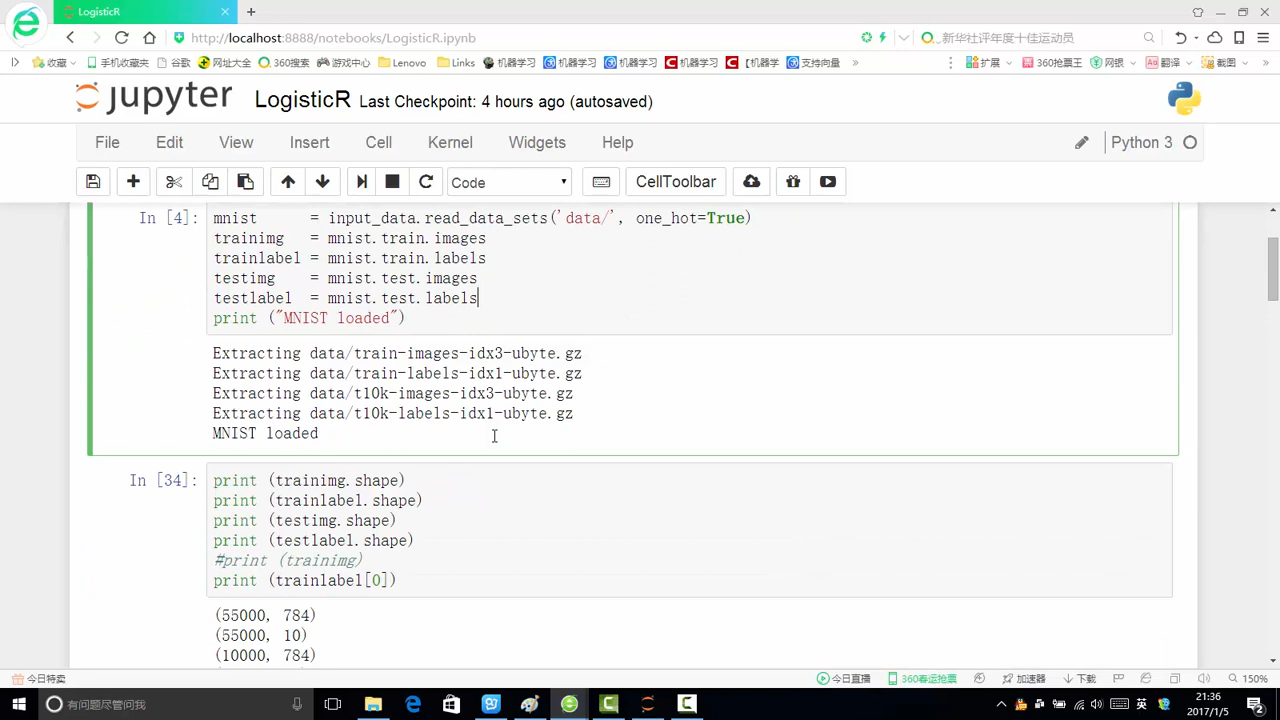 LogisticR
http://localhost:8888/notebooks/LogisticR.ipynb
新华社评年度十佳运动员
收藏 手机收藏夹 谷歌 网址大全 360搜索 游戏中心 Lenovo Links 机器学习 机器学习 机器学习 机器学习 【机器学 支持向量 » 扩展 360抢票王 网银 翻译 截图 »
jupyter LogisticR Last Checkpoint: 4 hours ago (autosaved)
File Edit View Insert Cell Kernel Widgets Help Python 3
Code CellToolbar
In [4]: mnist = input_data.read_data_sets('data/', one_hot=True)
trainimg = mnist.train.images
trainlabel = mnist.train.labels
testimg = mnist.test.images
testlabel = mnist.test.labels
print ("MNIST loaded")
Extracting data/train-images-idx3-ubyte.gz
Extracting data/train-labels-idx1-ubyte.gz
Extracting data/t10k-images-idx3-ubyte.gz
Extracting data/t10k-labels-idx1-ubyte.gz
MNIST loaded
In [34]: print (trainimg.shape)
print (trainlabel.shape)
print (testimg.shape)
print (testlabel.shape)
#print (trainimg)
print (trainlabel[0])
(55000, 784)
(55000, 10)
(10000, 784)
今日特卖 今日直播 360春运抢票 加速器 下载 150%
有问题尽管问我 英 21:36
2017/1/5